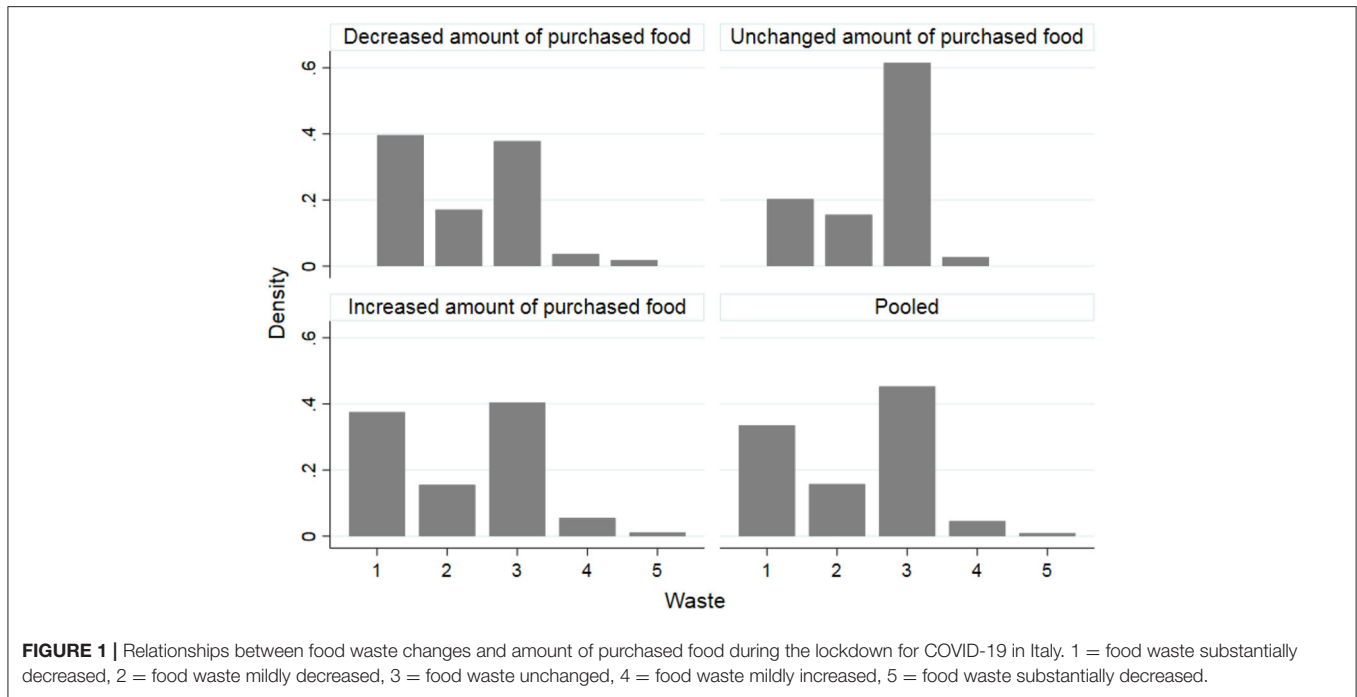 Decreased amount of purchased food
Unchanged amount of purchased food
.6
.4
.2
0
Increased amount of purchased food
Pooled
.6
.4
.2
0
Density
1 2 3 4 5
1 2 3 4 5
Waste
FIGURE 1 | Relationships between food waste changes and amount of purchased food during the lockdown for COVID-19 in Italy. 1 = food waste substantially
decreased, 2 = food waste mildly decreased, 3 = food waste unchanged, 4 = food waste mildly increased, 5 = food waste substantially decreased.